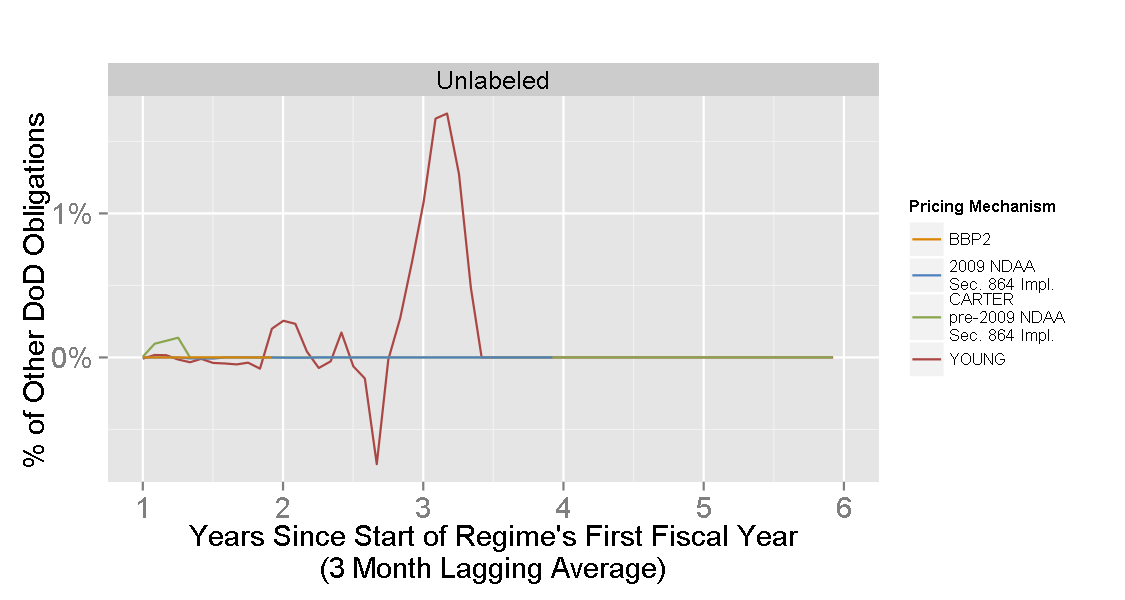 Unlabeled
% of Other DoD Obligations
1%
0%
1 2 3 4 5 6
Years Since Start of Regime's First Fiscal Year
(3 Month Lagging Average)
Pricing Mechanism
BBP2
2009 NDAA
Sec. 864 Impl.
CARTER
pre-2009 NDAA
Sec. 864 Impl.
YOUNG